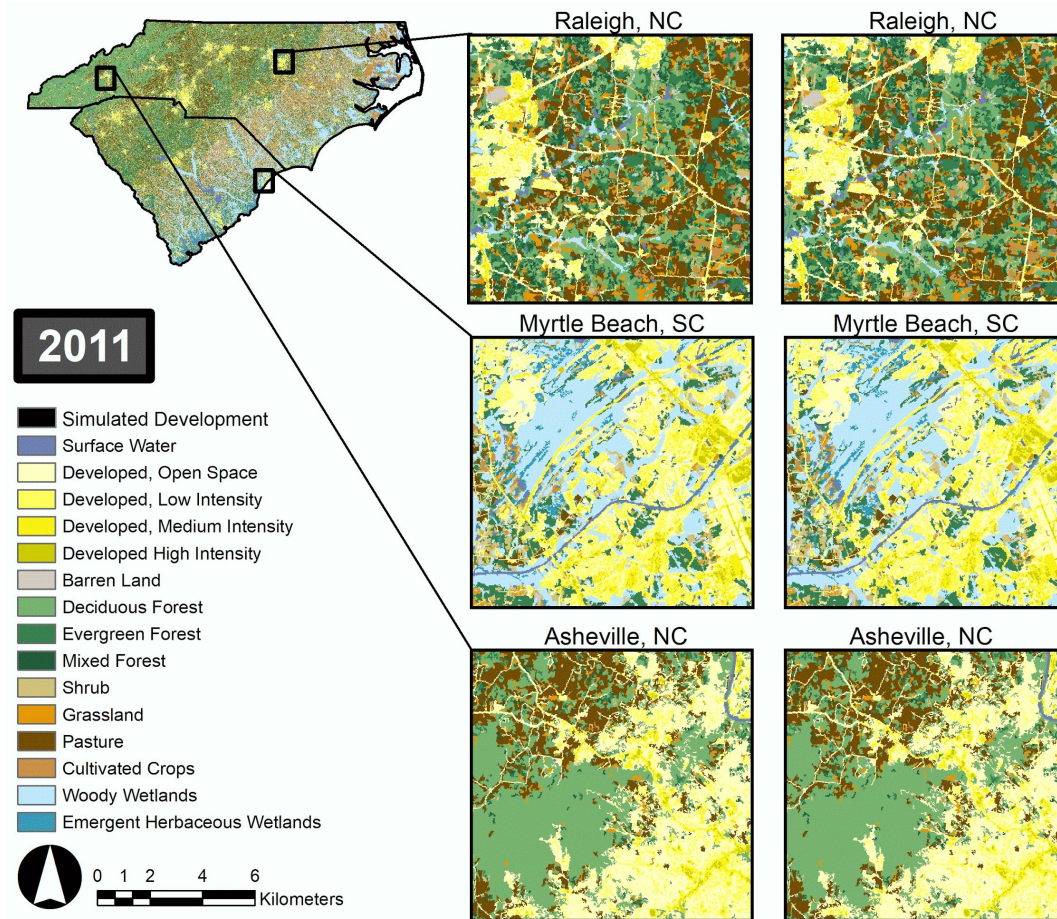 Raleigh, NC
Raleigh, NC
Myrtle Beach, SC
Myrtle Beach, SC
2011
Simulated Development
Surface Water
Developed, Open Space
Developed, Low Intensity
Developed, Medium Intensity
Developed High Intensity
Barren Land
Deciduous Forest
Evergreen Forest
Mixed Forest
Shrub
Grassland
Pasture
Cultivated Crops
Woody Wetlands
Emergent Herbaceous Wetlands
Asheville, NC
Asheville, NC
0 1 2 4 6
Kilometers